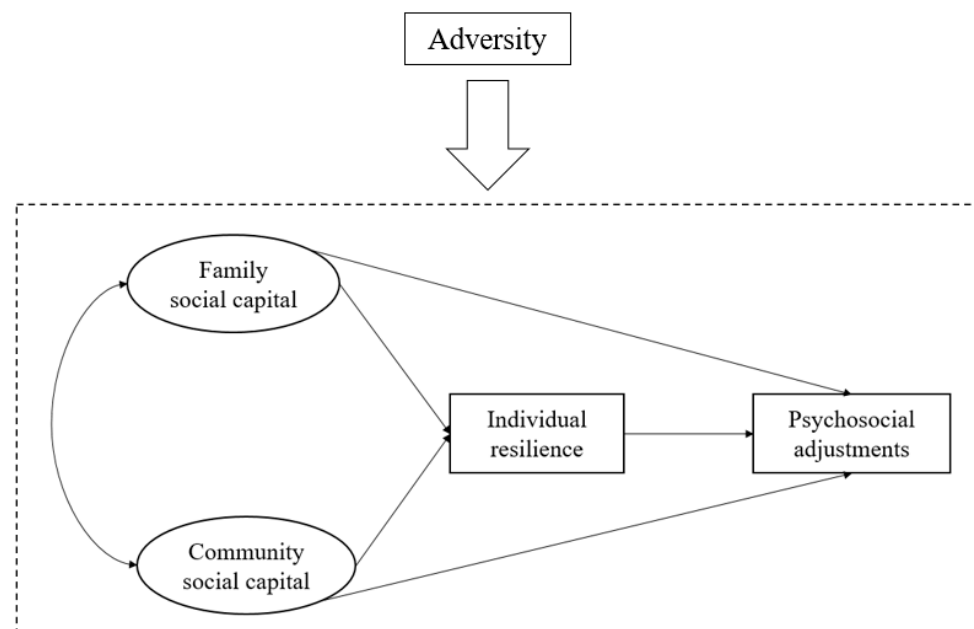 Adversity
Family
social capital
Individual
resilience
Psychosocial
adjustments
Community
social capital